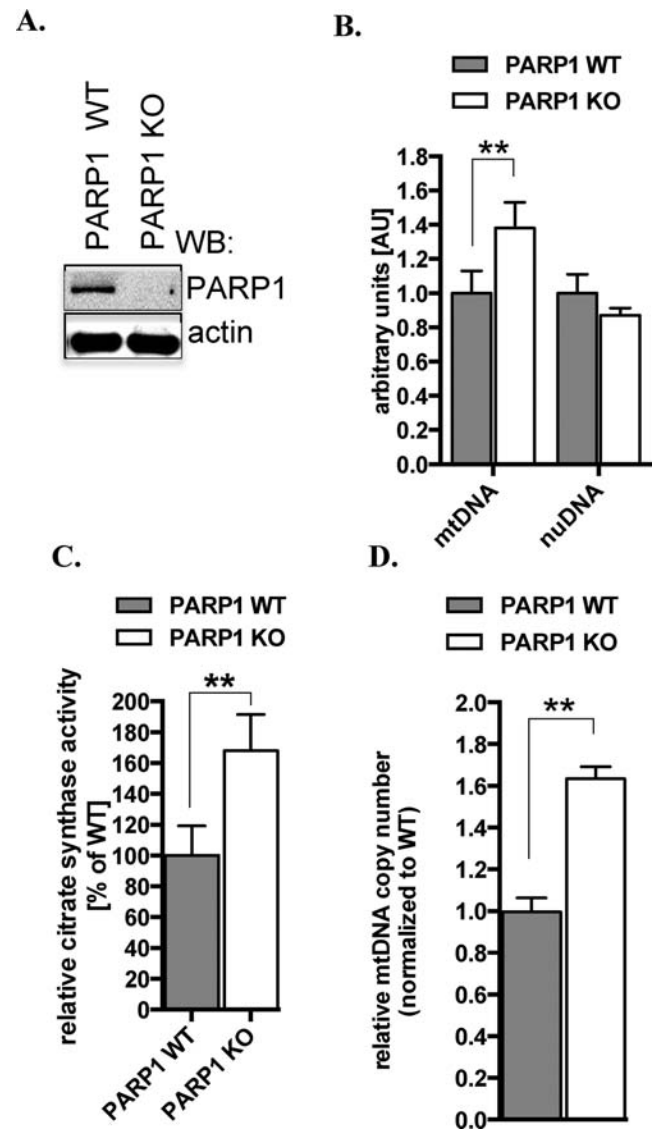 A.
PARP1 WT
PARP1 KO
WB:
PARP1
actin
B.
PARP1 WT
PARP1 KO
arbitrary units [AU]
1.8
1.6
1.4
1.2
1.0
0.8
0.6
0.4
0.2
0.0
**
mtDNA
nuDNA
C.
PARP1 WT
PARP1 KO
relative citrate synthase activity
[% of WT]
200
180
160
140
120
100
80
60
40
20
0
**
PARP1 WT
PARP1 KO
D.
PARP1 WT
PARP1 KO
relative mtDNA copy number
(normalized to WT)
2.0
1.8
1.6
1.2
1.0
0.8
0.6
0.4
0.2
0.0
**